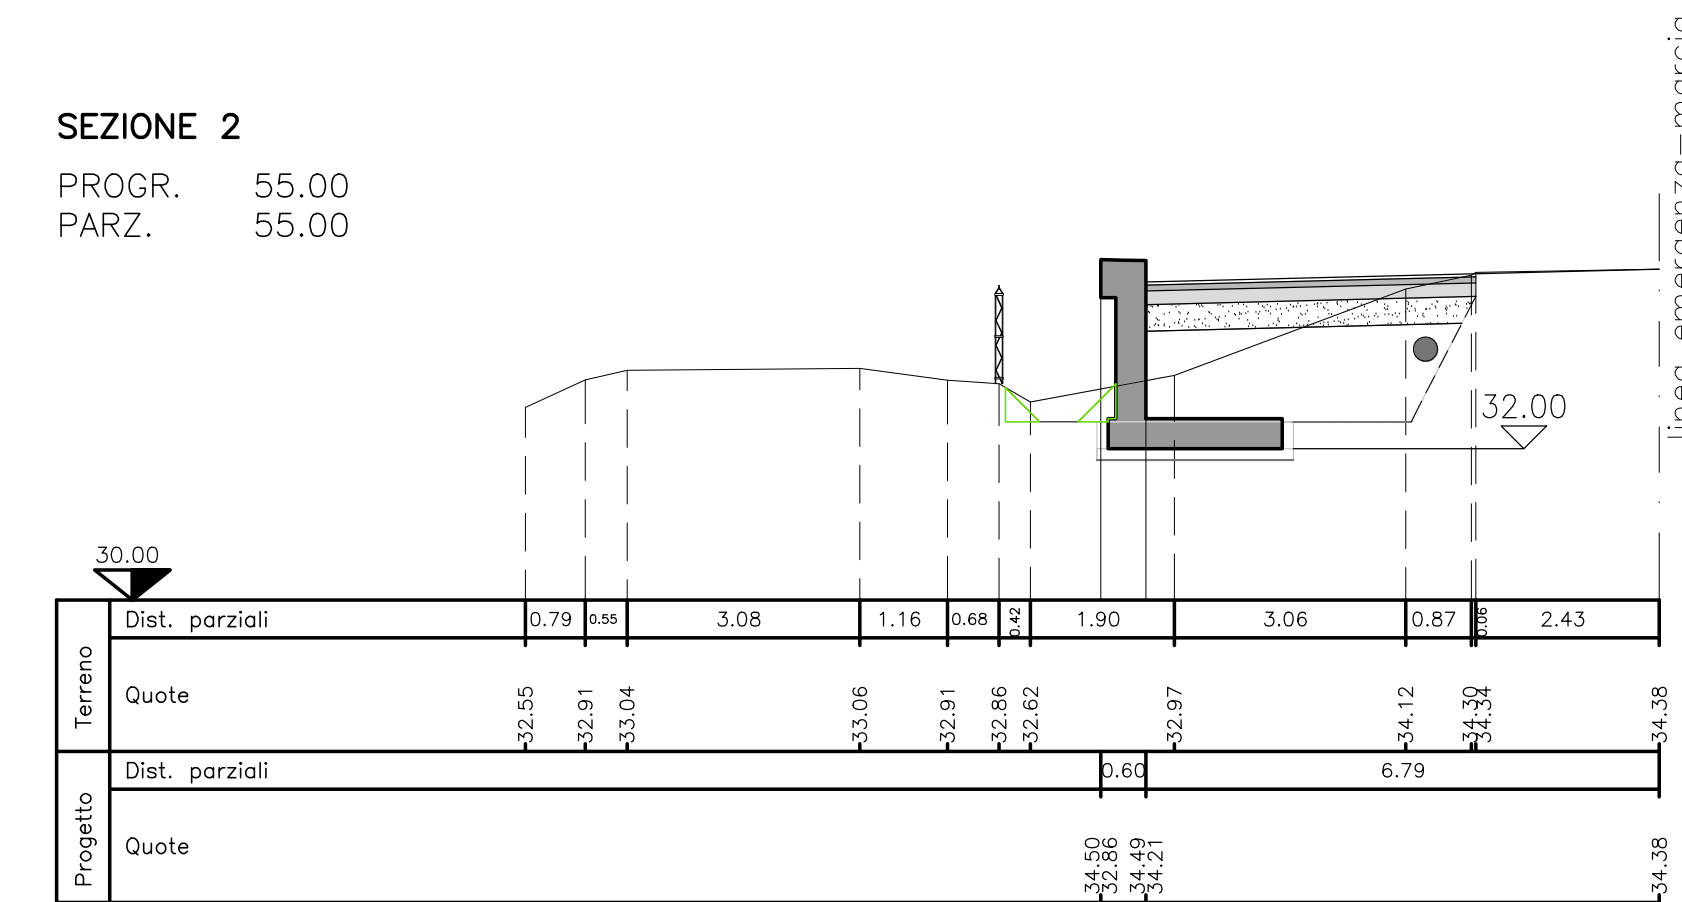 SEZIONE 2
PROGR. 55.00
PARZ. 55.00
linea emergenza-marcia
32.00
30.00
Terreno
Dist. parziali 0.79 0.55 3.08 1.16 0.68 0.42 1.90 3.06 0.87 0.06 2.43
Quote 32.55 32.91 33.04 33.06 32.91 32.86 32.62 32.97 34.12 34.30 34.34 34.38
Progetto
Dist. parziali 0.60 6.79
Quote 34.50 32.86 34.49 34.21 34.38